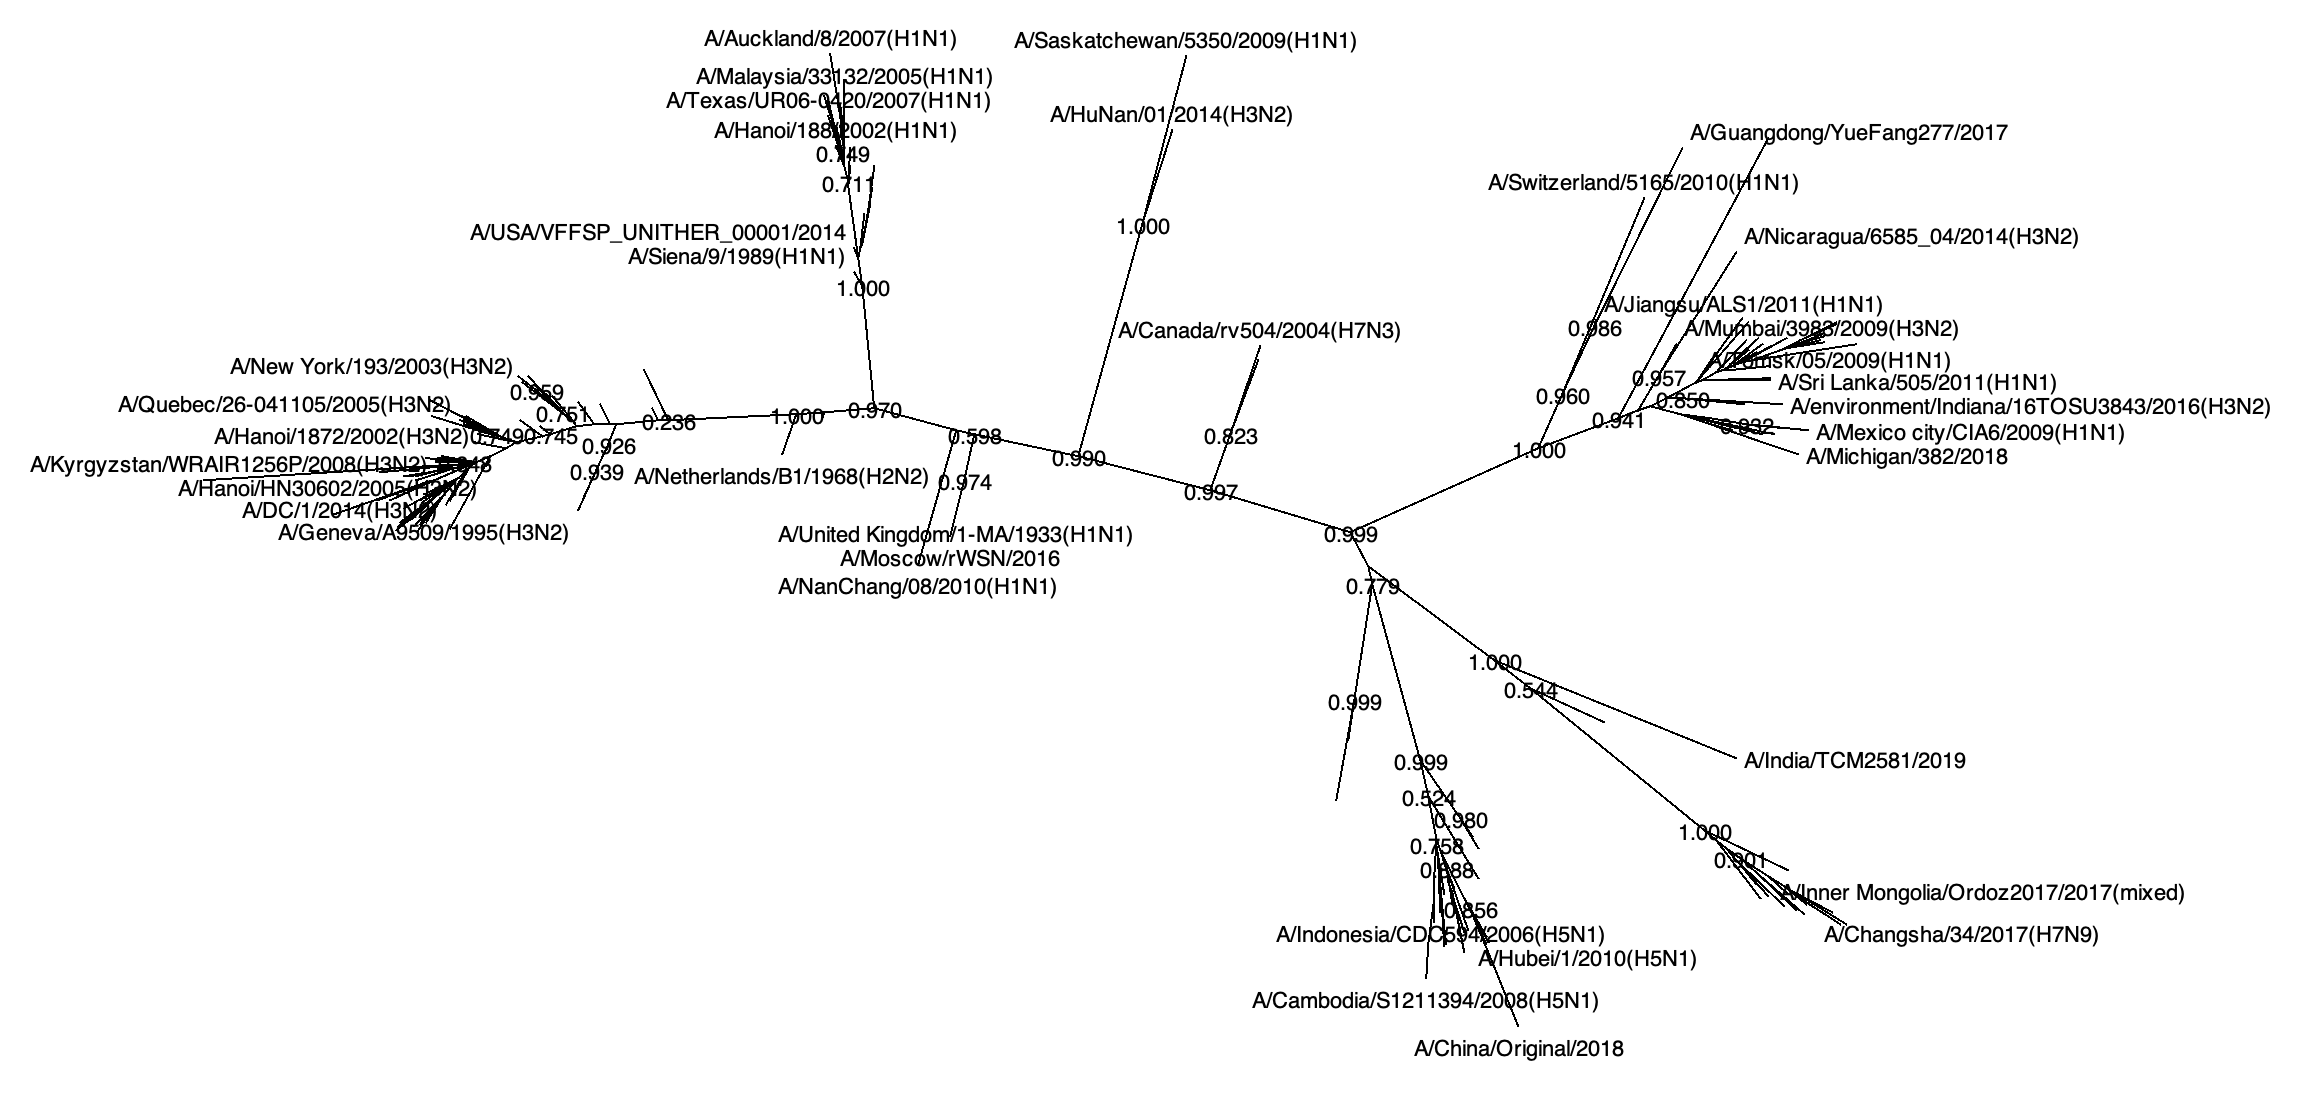 A/Auckland/8/2007(H1N1)
A/Saskatchewan/5350/2009(H1N1)
A/Malaysia/33132/2005(H1N1)
A/Texas/UR06-0420/2007(H1N1)
A/HuNan/01/2014(H3N2)
A/Hanoi/188/2002(H1N1)
A/Guangdong/YueFang277/2017
0.749
0.711
A/Switzerland/5165/2010(H1N1)
1.000
A/USA/VFFSP_UNITHER_00001/2014
A/Nicaragua/6585_04/2014(H3N2)
A/Siena/9/1989(H1N1)
1.000
A/Jiangsu/ALS1/2011(H1N1)
0.986
A/Canada/rv504/2004(H7N3)
A/Mumbai/3983/2009(H3N2)
A/New York/193/2003(H3N2)
A/Tomsk/05/2009(H1N1)
0.957
A/Sri Lanka/505/2011(H1N1)
0.959
0.960
0.850
A/Quebec/26-041105/2005(H3N2)
A/environment/Indiana/16TOSU3843/2016(H3N2)
0.751
0.236
1.000
0.970
0.941
0.932
A/Hanoi/1872/2002(H3N2)
0.749
0.745
0.926
0.598
0.823
A/Mexico city/CIA6/2009(H1N1)
0.990
1.000
A/Michigan/382/2018
A/Kyrgyzstan/WRAIR1256P/2008(H3N2)
0.939
A/Netherlands/B1/1968(H2N2)
0.974
A/Hanoi/HN30602/2005(H3N2)
0.997
A/DC/1/2014(H3N2)
A/Geneva/A9509/1995(H3N2)
A/United Kingdom/1-MA/1933(H1N1)
0.999
A/Moscow/rWSN/2016
A/NanChang/08/2010(H1N1)
0.779
1.000
0.544
0.999
0.999
A/India/TCM2581/2019
0.524
0.980
1.000
0.758
0.901
0.856
A/Inner Mongolia/Ordoz2017/2017(mixed)
A/Indonesia/CDC594/2006(H5N1)
A/Changsha/34/2017(H7N9)
A/Hubei/1/2010(H5N1)
A/Cambodia/S1211394/2008(H5N1)
A/China/Original/2018